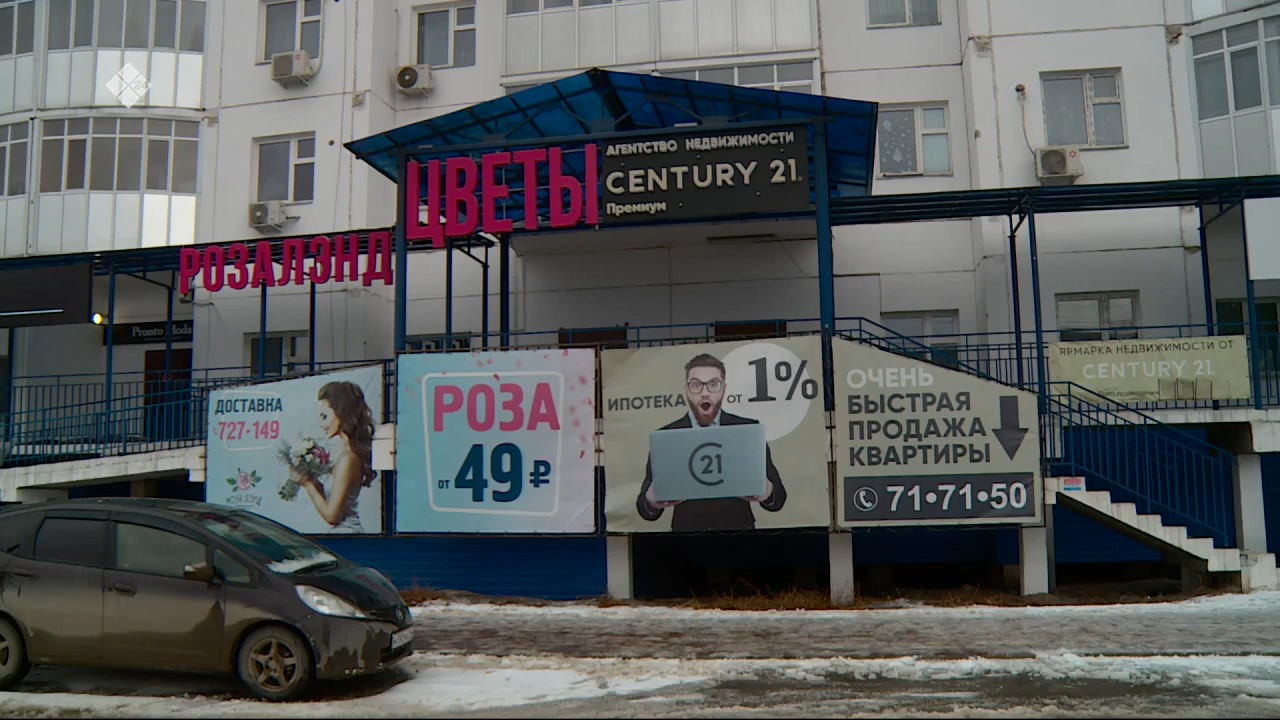 АГЕНТСТВО НЕДВИЖИМОСТИ
CENTURY 21.
Премиум
ЦВЕТЫ
РОЗАЛЭНД
Pronto Moda
ДОСТАВКА
727-149
РОЗА
ОТ 49 ₽
ИПОТЕКА ОТ 1%
21
ОЧЕНЬ
БЫСТРАЯ
ПРОДАЖА
КВАРТИРЫ
71•71•50
ЯРМАРКА НЕДВИЖИМОСТИ ОТ
CENTURY 21.